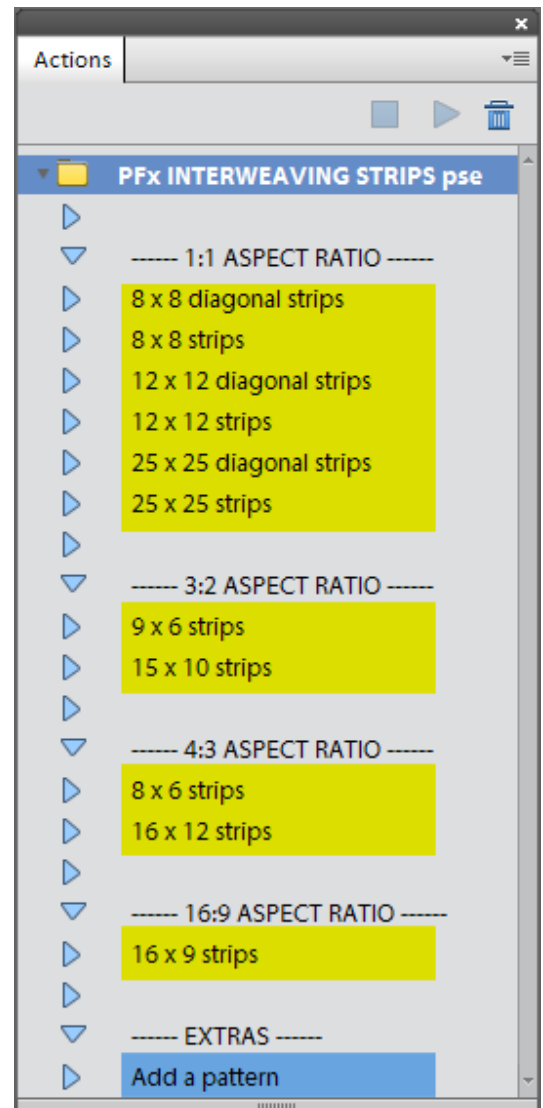 Actions
PFx INTERWEAVING STRIPS pse
------ 1:1 ASPECT RATIO ------
8 x 8 diagonal strips
8 x 8 strips
12 x 12 diagonal strips
12 x 12 strips
25 x 25 diagonal strips
25 x 25 strips
------ 3:2 ASPECT RATIO ------
9 x 6 strips
15 x 10 strips
------ 4:3 ASPECT RATIO ------
8 x 6 strips
16 x 12 strips
------ 16:9 ASPECT RATIO ------
16 x 9 strips
------ EXTRAS ------
Add a pattern